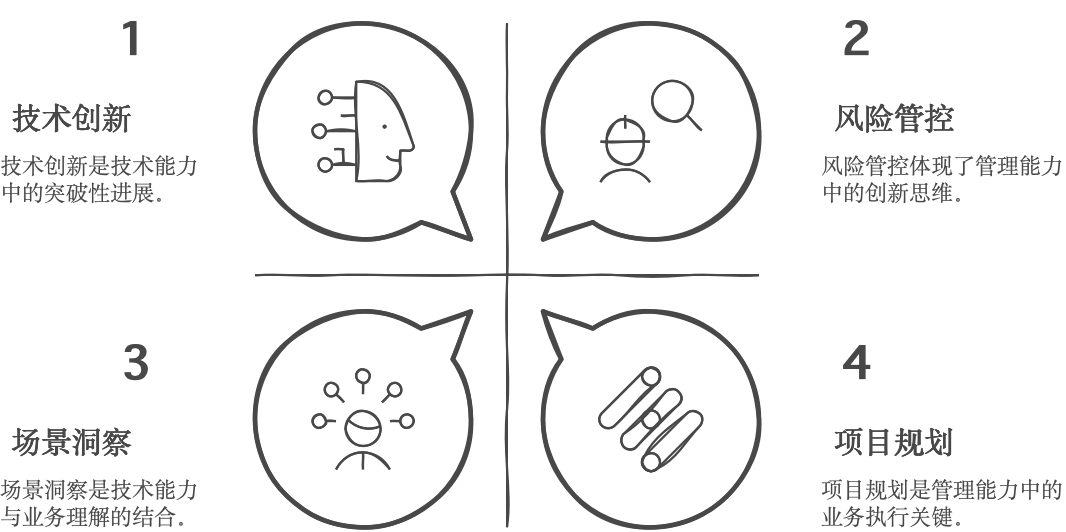 1
技术创新
技术创新是技术能力
中的突破性进展。
2
风险管控
风险管控体现了管理能力
中的创新思维。
3
场景洞察
场景洞察是技术能力
与业务理解的结合。
4
项目规划
项目规划是管理能力中的
业务执行关键。